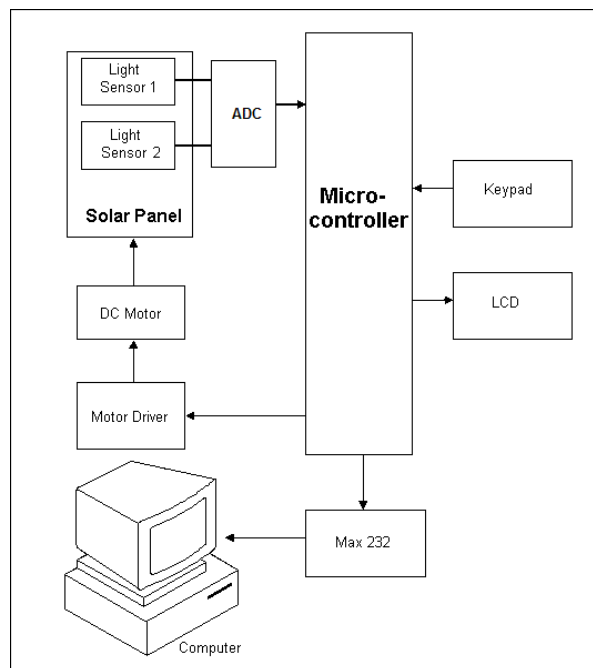 Light
Sensor 1
Light
Sensor 2
Solar Panel
ADC
Micro-
controller
Keypad
LCD
DC Motor
Motor Driver
Max 232
Computer